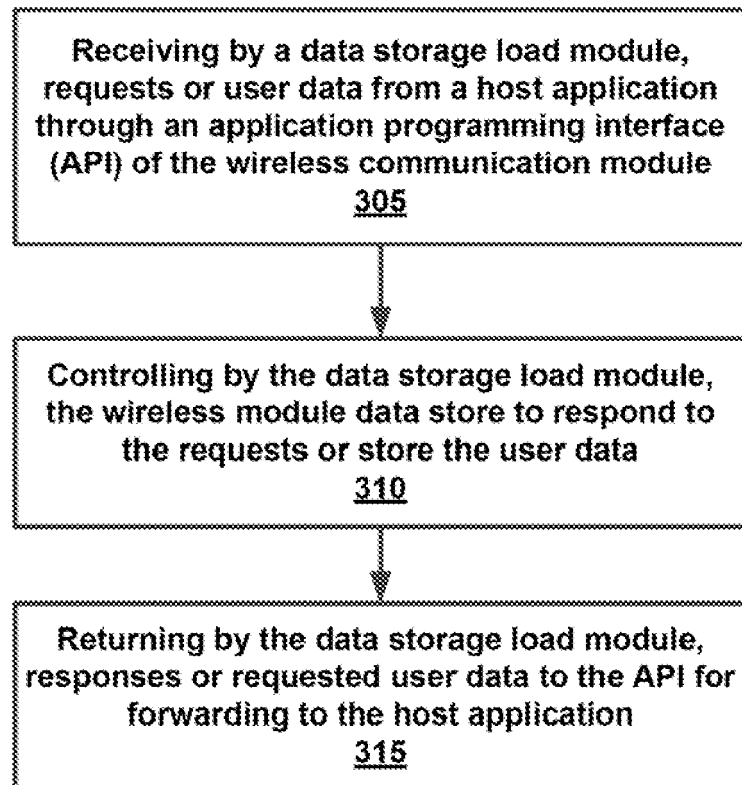 Receiving by a data storage load module,
requests or user data from a host application
through an application programming interface
(API) of the wireless communication module
305
Controlling by the data storage load module,
the wireless module data store to respond to
the requests or store the user data
310
Returning by the data storage load module,
responses or requested user data to the API for
forwarding to the host application
315